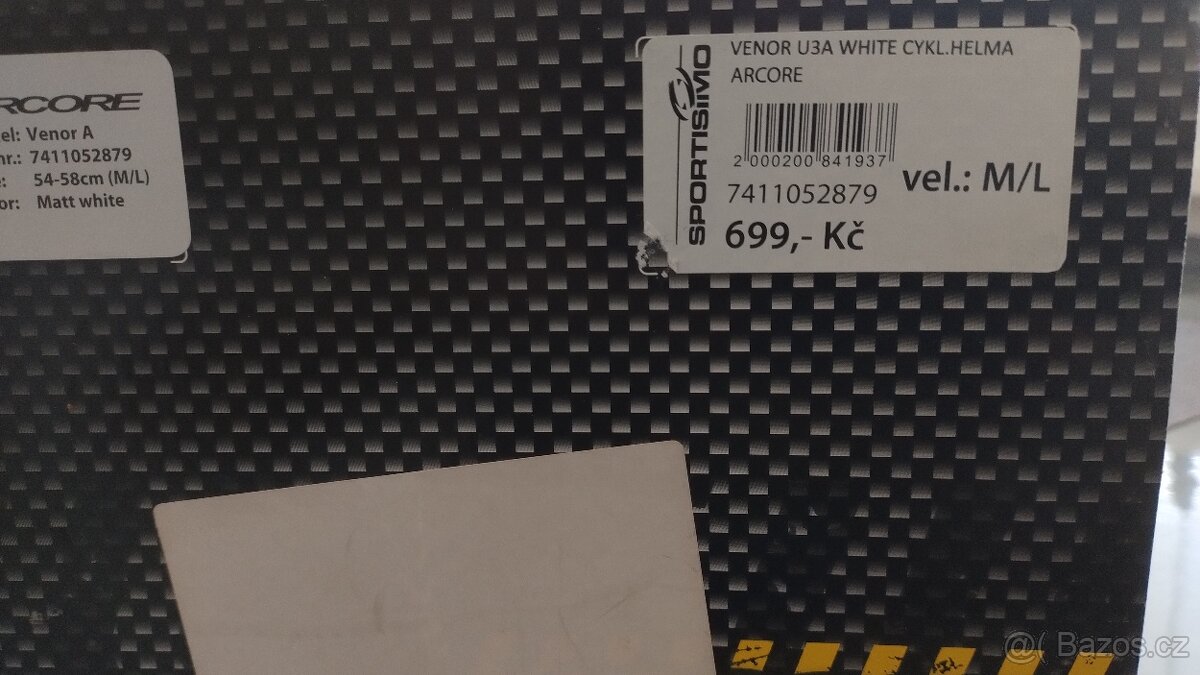 RCORE
el: Venor A
nr.: 7411052879
e: 54-58cm (M/L)
or: Matt white
SPORTISIMO
VENOR U3A WHITE CYKL.HELMA
ARCORE
2 000200 841937
7411052879
vel.: M/L
699,- Kč
@( Bazos.cz